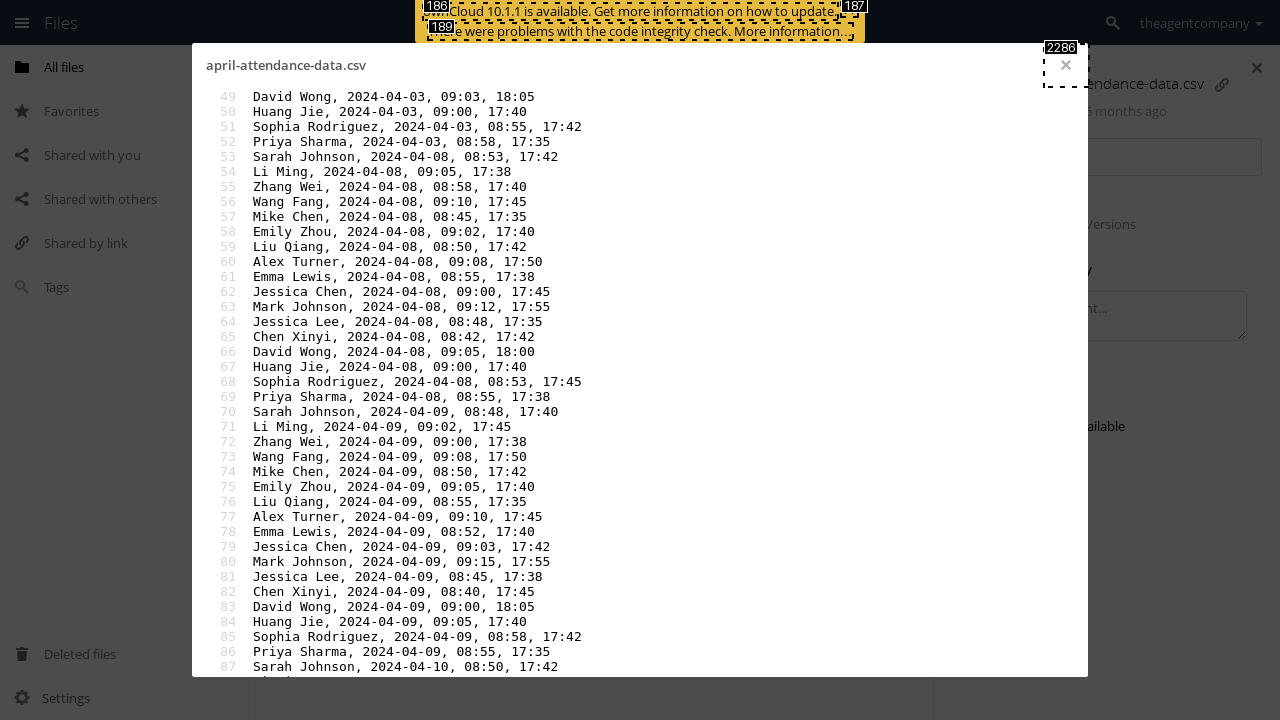 186
187
ownCloud 10.1.1 is available. Get more information on how to update.
189
There were problems with the code integrity check. More information…
Files
theagentcompany
All files
Favorites
Shared with you
Shared with others
Shared by link
Tags
Deleted files
Settings
april-attendance-data.csv
2286
×
49 David Wong, 2024-04-03, 09:03, 18:05
50 Huang Jie, 2024-04-03, 09:00, 17:40
51 Sophia Rodriguez, 2024-04-03, 08:55, 17:42
52 Priya Sharma, 2024-04-03, 08:58, 17:35
53 Sarah Johnson, 2024-04-08, 08:53, 17:42
54 Li Ming, 2024-04-08, 09:05, 17:38
55 Zhang Wei, 2024-04-08, 08:58, 17:40
56 Wang Fang, 2024-04-08, 09:10, 17:45
57 Mike Chen, 2024-04-08, 08:45, 17:35
58 Emily Zhou, 2024-04-08, 09:02, 17:40
59 Liu Qiang, 2024-04-08, 08:50, 17:42
60 Alex Turner, 2024-04-08, 09:08, 17:50
61 Emma Lewis, 2024-04-08, 08:55, 17:38
62 Jessica Chen, 2024-04-08, 09:00, 17:45
63 Mark Johnson, 2024-04-08, 09:12, 17:55
64 Jessica Lee, 2024-04-08, 08:48, 17:35
65 Chen Xinyi, 2024-04-08, 08:42, 17:42
66 David Wong, 2024-04-08, 09:05, 18:00
67 Huang Jie, 2024-04-08, 09:00, 17:40
68 Sophia Rodriguez, 2024-04-08, 08:53, 17:45
69 Priya Sharma, 2024-04-08, 08:55, 17:38
70 Sarah Johnson, 2024-04-09, 08:48, 17:40
71 Li Ming, 2024-04-09, 09:02, 17:45
72 Zhang Wei, 2024-04-09, 09:00, 17:38
73 Wang Fang, 2024-04-09, 09:08, 17:50
74 Mike Chen, 2024-04-09, 08:50, 17:42
75 Emily Zhou, 2024-04-09, 09:05, 17:40
76 Liu Qiang, 2024-04-09, 08:55, 17:35
77 Alex Turner, 2024-04-09, 09:10, 17:45
78 Emma Lewis, 2024-04-09, 08:52, 17:40
79 Jessica Chen, 2024-04-09, 09:03, 17:42
80 Mark Johnson, 2024-04-09, 09:15, 17:55
81 Jessica Lee, 2024-04-09, 08:45, 17:38
82 Chen Xinyi, 2024-04-09, 08:40, 17:45
83 David Wong, 2024-04-09, 09:00, 18:05
84 Huang Jie, 2024-04-09, 09:05, 17:40
85 Sophia Rodriguez, 2024-04-09, 08:58, 17:42
86 Priya Sharma, 2024-04-09, 08:55, 17:35
87 Sarah Johnson, 2024-04-10, 08:50, 17:42
endance-data.csv
months ago
Versions
ailable